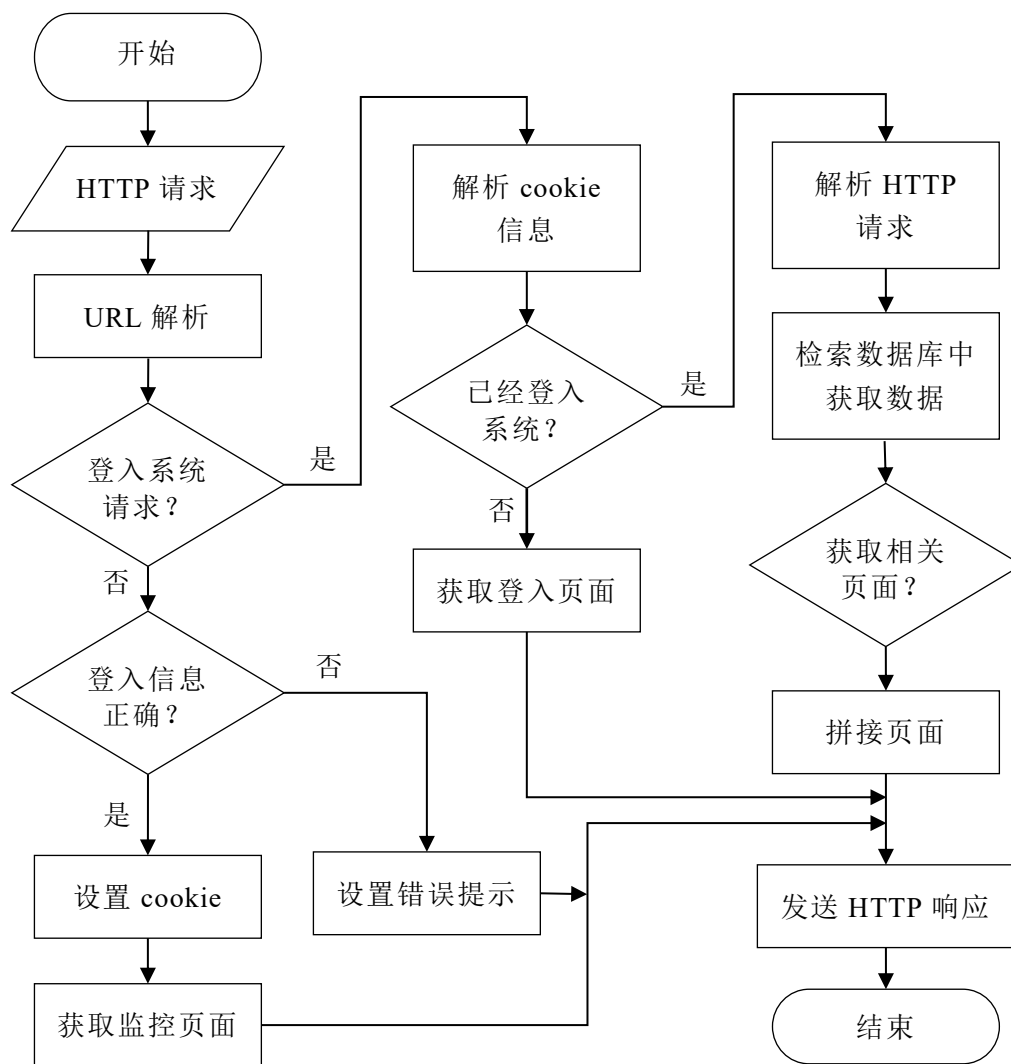 开始
HTTP 请求
URL 解析
登入系统
请求？
是
否
登入信息
正确？
否
是
设置 cookie
获取监控页面
设置错误提示
解析 cookie
信息
已经登入
系统？
是
否
获取登入页面
解析 HTTP
请求
检索数据库中
获取数据
获取相关
页面？
拼接页面
发送 HTTP 响应
结束